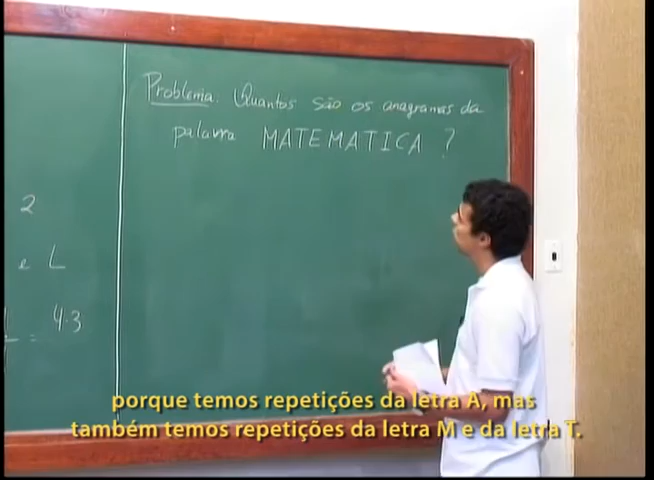 Problema: Quantos são os anagramas da
palavra MATEMATICA ?
2
e L
= 4.3
porque temos repetições da letra A, mas
também temos repetições da letra M e da letra T.